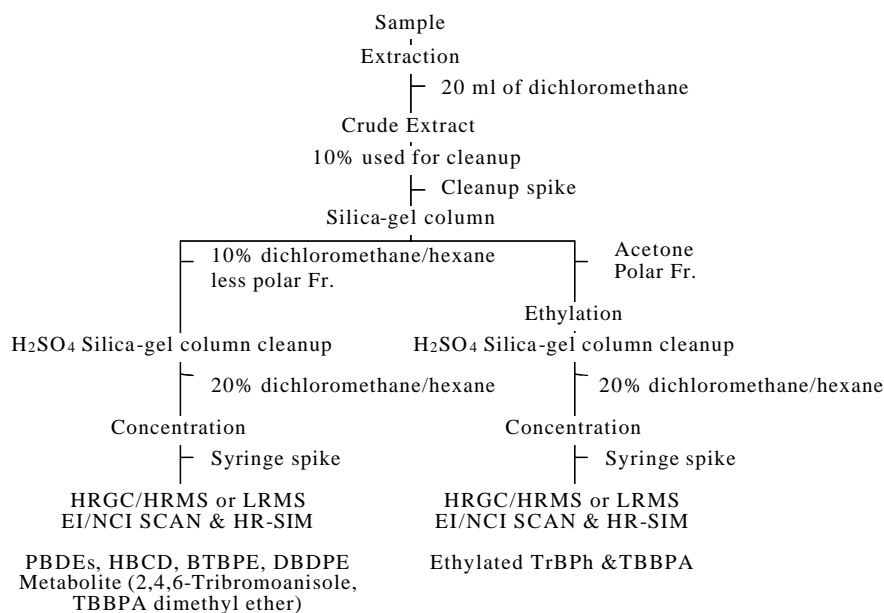 Sample
Extraction
20 ml of dichloromethane
Crude Extract
10% used for cleanup
Cleanup spike
Silica-gel column
10% dichloromethane/hexane
less polar Fr.
Acetone
Polar Fr.
Ethylation
H₂SO₄ Silica-gel column cleanup
H₂SO₄ Silica-gel column cleanup
20% dichloromethane/hexane
20% dichloromethane/hexane
Concentration
Concentration
Syringe spike
Syringe spike
HRGC/HRMS or LRMS
EI/NCI SCAN & HR-SIM
HRGC/HRMS or LRMS
EI/NCI SCAN & HR-SIM
PBDEs, HBCD, BTBPE, DBDPE
Metabolite (2,4,6-Tribromoanisole,
TBBPA dimethyl ether)
Ethylated TrBPh &TBBPA